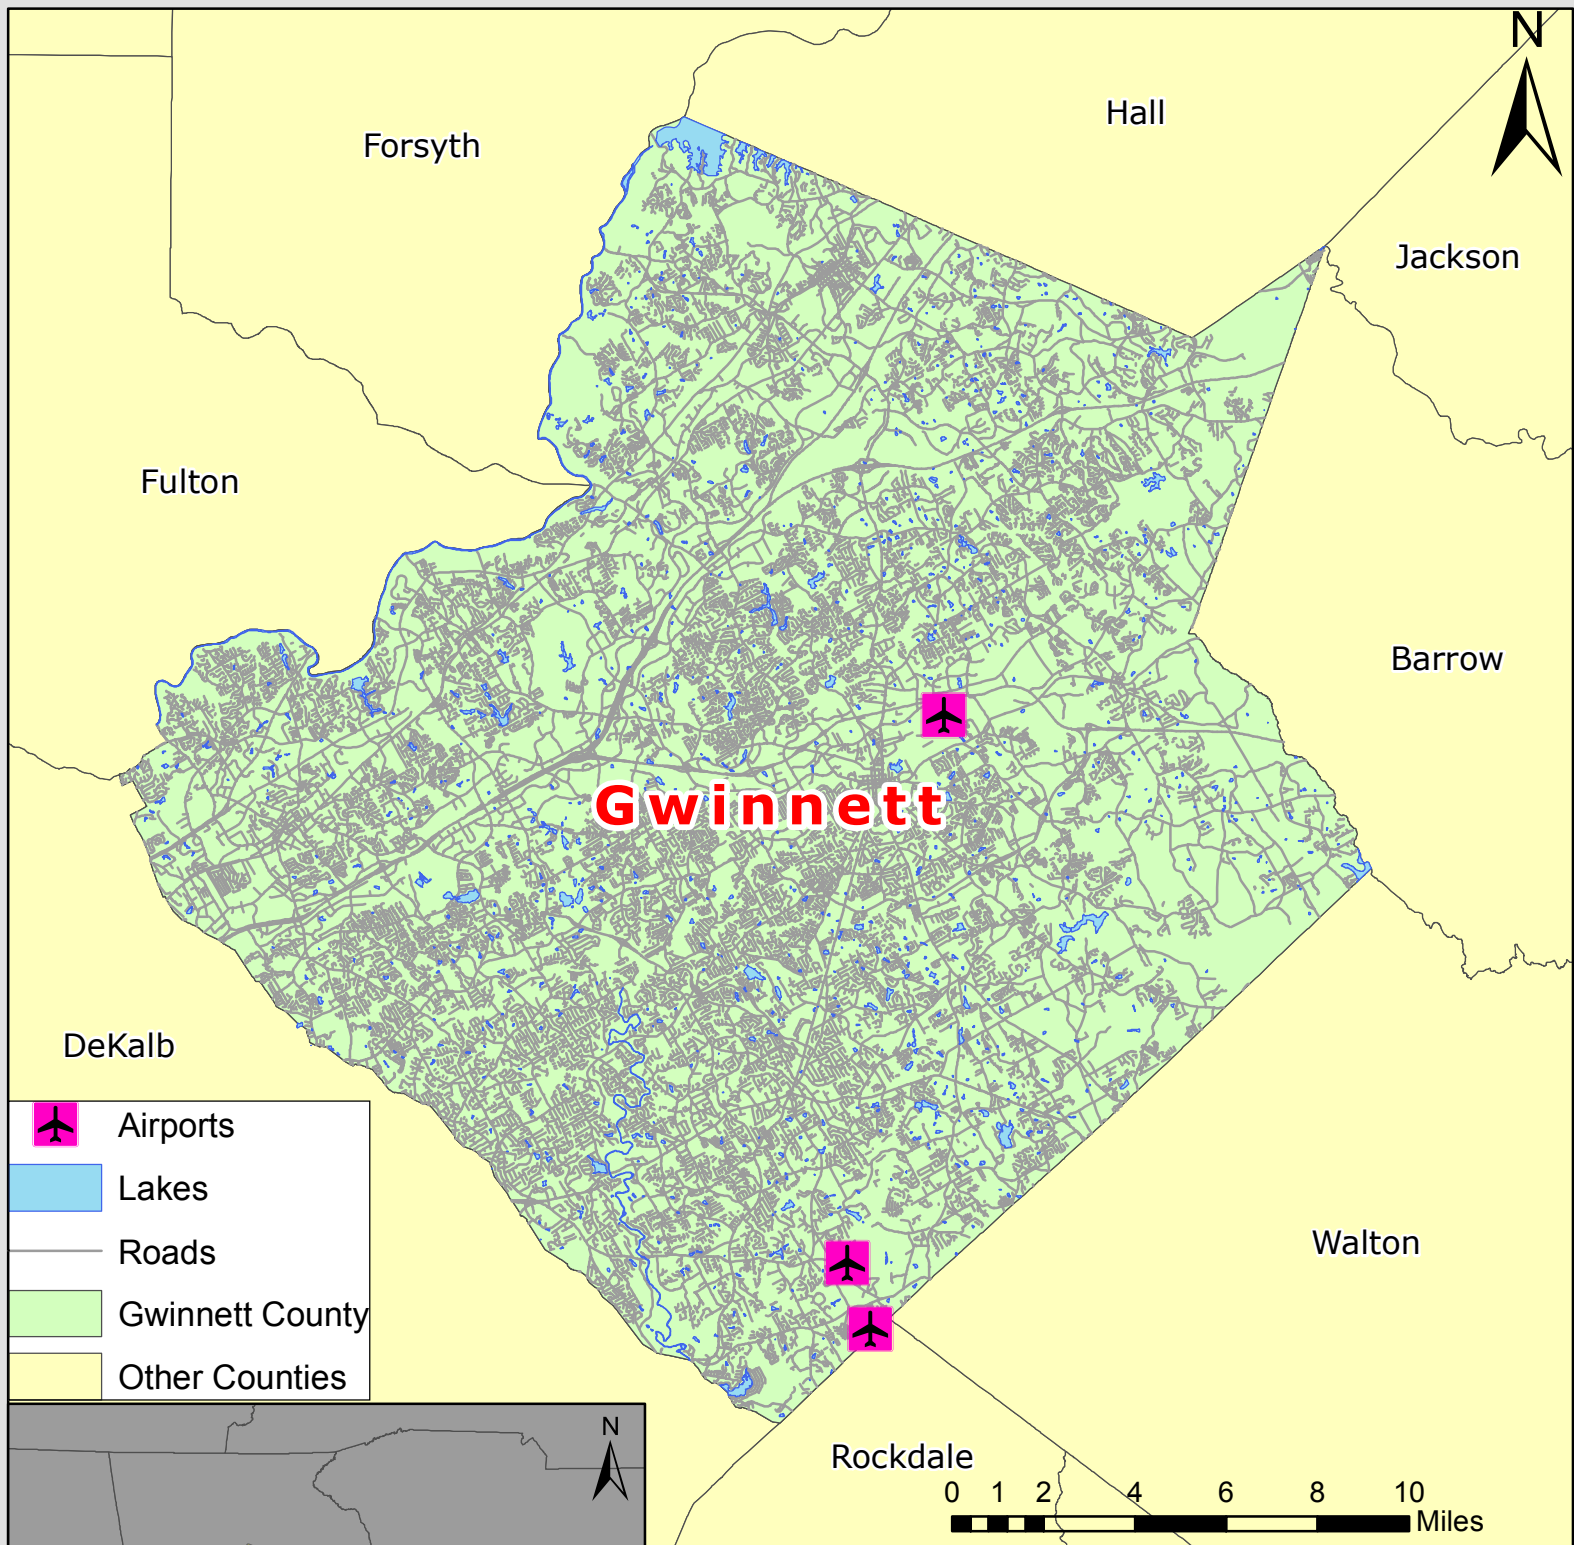 N
Hall
Forsyth
Jackson
Fulton
Barrow
Gwinnett
DeKalb
Airports
Lakes
Roads
Gwinnett County
Other Counties
Walton
N
Rockdale
0 1 2 4 6 8 10
Miles